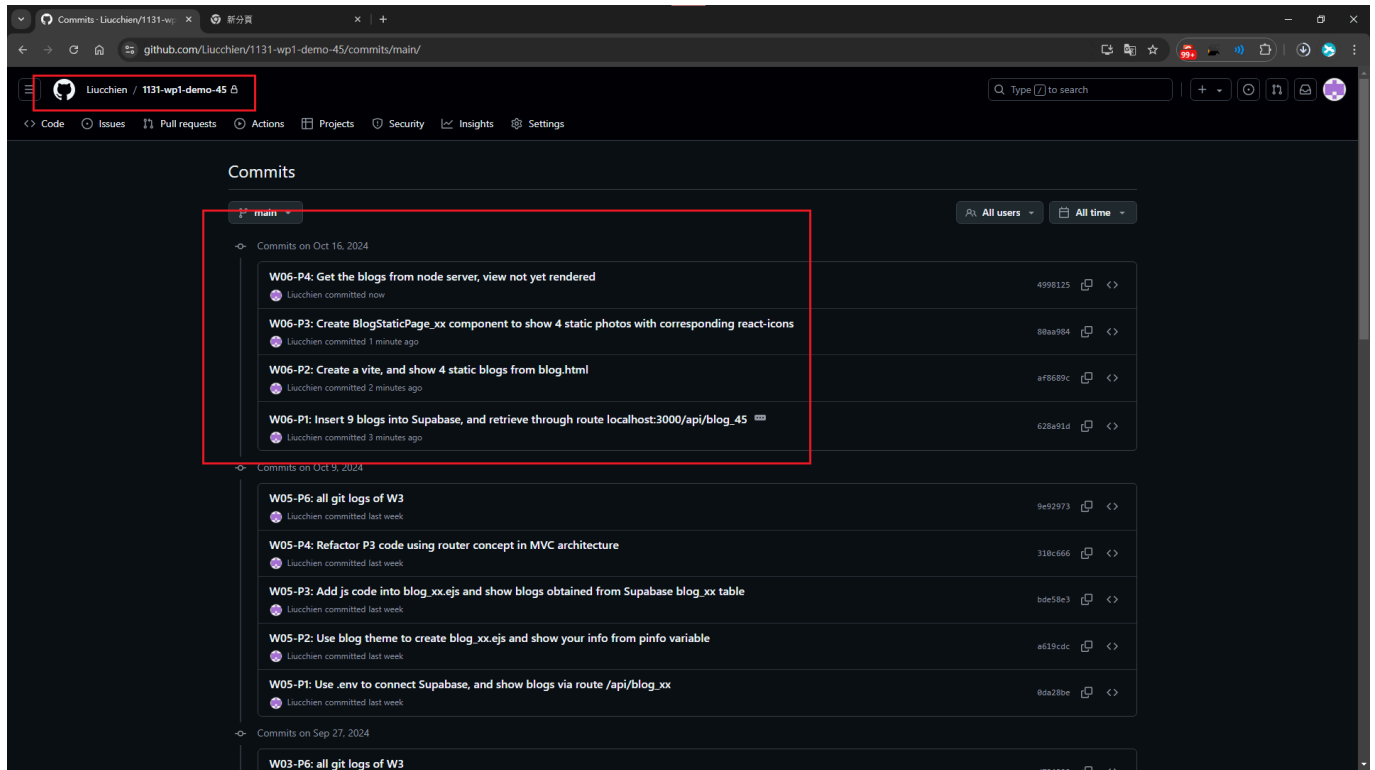 Commits · Liucchien/1131-wp
新分頁
github.com/Liucchien/1131-wp1-demo-45/commits/main/
99+
Liucchien / 1131-wp1-demo-45
Type / to search
Code Issues Pull requests Actions Projects Security Insights Settings
Commits
main
All users All time
Commits on Oct 16, 2024
W06-P4: Get the blogs from node server, view not yet rendered
4998125
Liucchien committed now
W06-P3: Create BlogStaticPage_xx component to show 4 static photos with corresponding react-icons
80aa984
Liucchien committed 1 minute ago
W06-P2: Create a vite, and show 4 static blogs from blog.html
af8689c
Liucchien committed 2 minutes ago
W06-P1: Insert 9 blogs into Supabase, and retrieve through route localhost:3000/api/blog_45
628a91d
Liucchien committed 3 minutes ago
Commits on Oct 9, 2024
W05-P6: all git logs of W3
9e92973
Liucchien committed last week
W05-P4: Refactor P3 code using router concept in MVC architecture
310c666
Liucchien committed last week
W05-P3: Add js code into blog_xx.ejs and show blogs obtained from Supabase blog_xx table
bde58e3
Liucchien committed last week
W05-P2: Use blog theme to create blog_xx.ejs and show your info from pinfo variable
a619cdc
Liucchien committed last week
W05-P1: Use .env to connect Supabase, and show blogs via route /api/blog_xx
0da28be
Liucchien committed last week
Commits on Sep 27, 2024
W03-P6: all git logs of W3